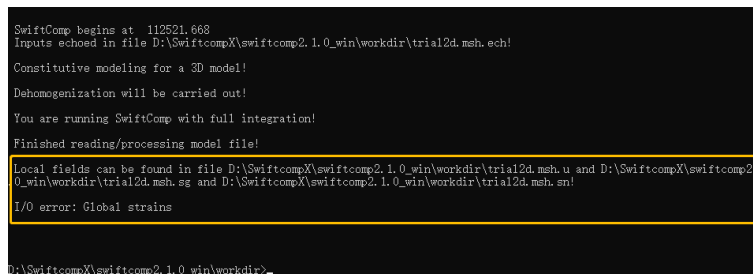 SwiftComp begins at  112521.668
Inputs echoed in file D:\SwiftcompX\swiftcomp2.1.0_win\workdir\trial2d.msh.ech!
Constitutive modeling for a 3D model!
Dehomogenization will be carried out!
You are running SwiftComp with full integration!
Finished reading/processing model file!
Local fields can be found in file D:\SwiftcompX\swiftcomp2.1.0_win\workdir\trial2d.msh.u and D:\SwiftcompX\swiftcomp2
0_win\workdir\trial2d.msh.sg and D:\SwiftcompX\swiftcomp2.1.0_win\workdir\trial2d.msh.sn!
I/O error: Global strains
D:\SwiftcompX\swiftcomp2.1.0_win\workdir>_